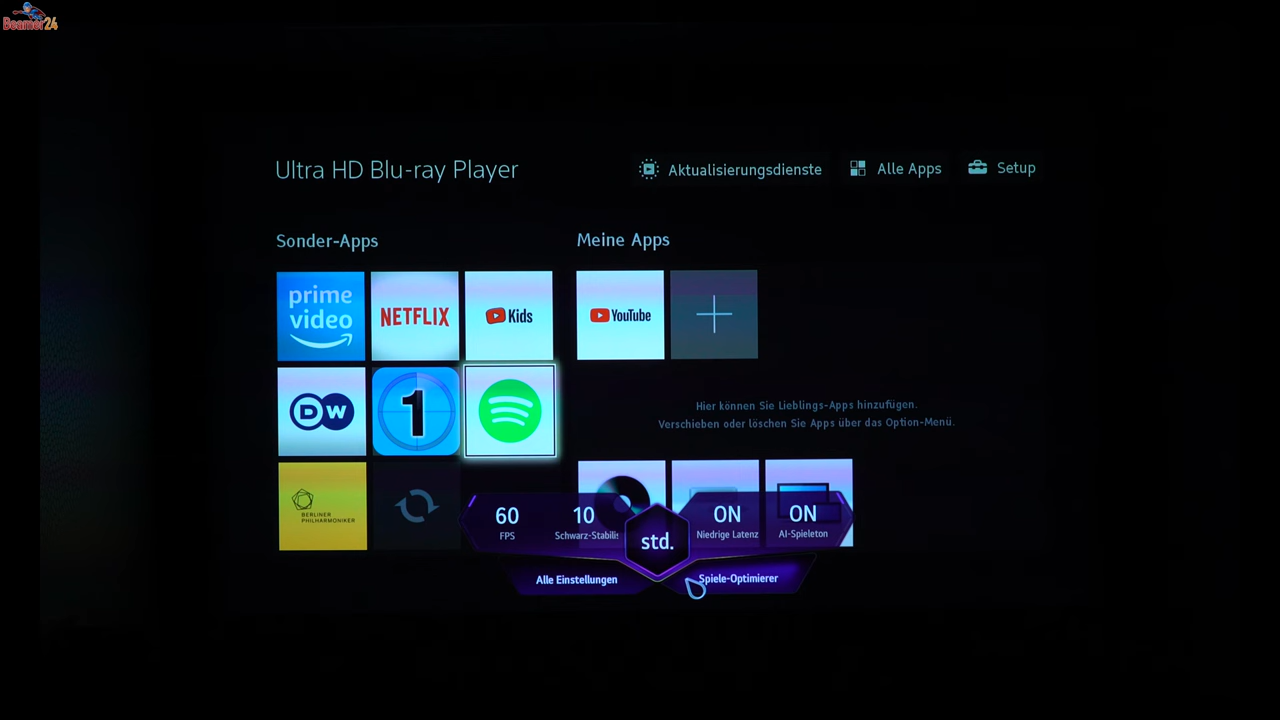 Beamer24
Ultra HD Blu-ray Player
Aktualisierungsdienste
Alle Apps
Setup
Sonder-Apps
Meine Apps
prime
video
NETFLIX
Kids
YouTube
DW
1
Hier können Sie Lieblings-Apps hinzufügen.
Verschieben oder löschen Sie Apps über das Option-Menü.
BERLINER
PHILHARMONIKER
60
FPS
10
Schwarz-Stabilis
std.
ON
Niedrige Latenz
ON
AI-Spieleton
Alle Einstellungen
Spiele-Optimierer